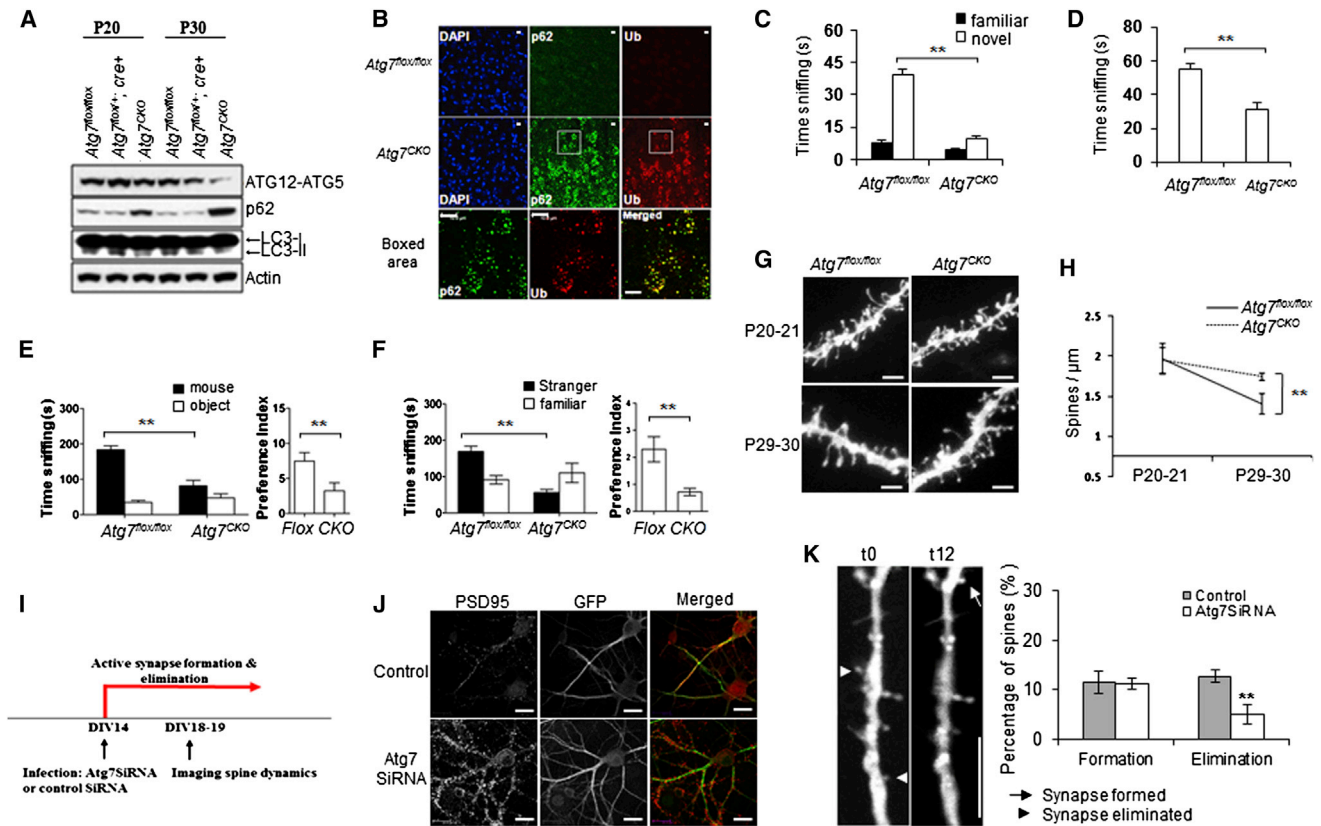 A
P20 P30
Atg7flox/flox
Atg7flox/+; cre+
Atg7CKO
Atg7flox/flox
Atg7flox/+; cre+
Atg7CKO
ATG12-ATG5
p62
←LC3-I
←LC3-II
Actin
B
Atg7flox/flox
DAPI p62 Ub
Atg7CKO
DAPI
Boxed area
p62 Ub Merged
C
familiar
novel
**
Time sniffing (s)
60
45
30
15
0
Atg7flox/flox Atg7CKO
D
**
Time sniffing (s)
80
60
40
20
0
Atg7flox/flox Atg7CKO
E
mouse
object
**
Time sniffing(s)
300
200
100
0
Atg7flox/flox Atg7CKO
**
Preference Index
15
10
5
0
Flox CKO
F
Stranger
familiar
**
Time sniffing(s)
300
200
100
0
Atg7flox/flox Atg7CKO
**
Preference Index
4
3
2
1
0
Flox CKO
G
Atg7flox/flox Atg7CKO
P20-21
P29-30
H
Atg7flox/flox
Atg7CKO
Spines / µm
2.5
2
1.5
1
0.5
**
P20-21 P29-30
I
Active synapse formation &
elimination
DIV14 DIV18-19
Infection: Atg7SiRNA
or control SiRNA
Imaging spine dynamics
J
PSD95 GFP Merged
Control
Atg7
SiRNA
K
t0 t12
Percentage of spines (%)
30
20
10
0
Control
Atg7SiRNA
**
Formation Elimination
→ Synapse formed
▶ Synapse eliminated